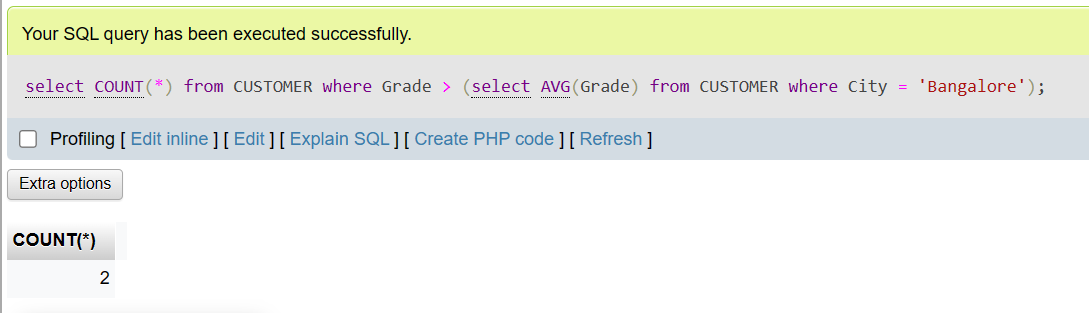 Your SQL query has been executed successfully.
select COUNT(*) from CUSTOMER where Grade > (select AVG(Grade) from CUSTOMER where City = 'Bangalore');
Profiling [ Edit inline ] [ Edit ] [ Explain SQL ] [ Create PHP code ] [ Refresh ]
Extra options
COUNT(*)
2